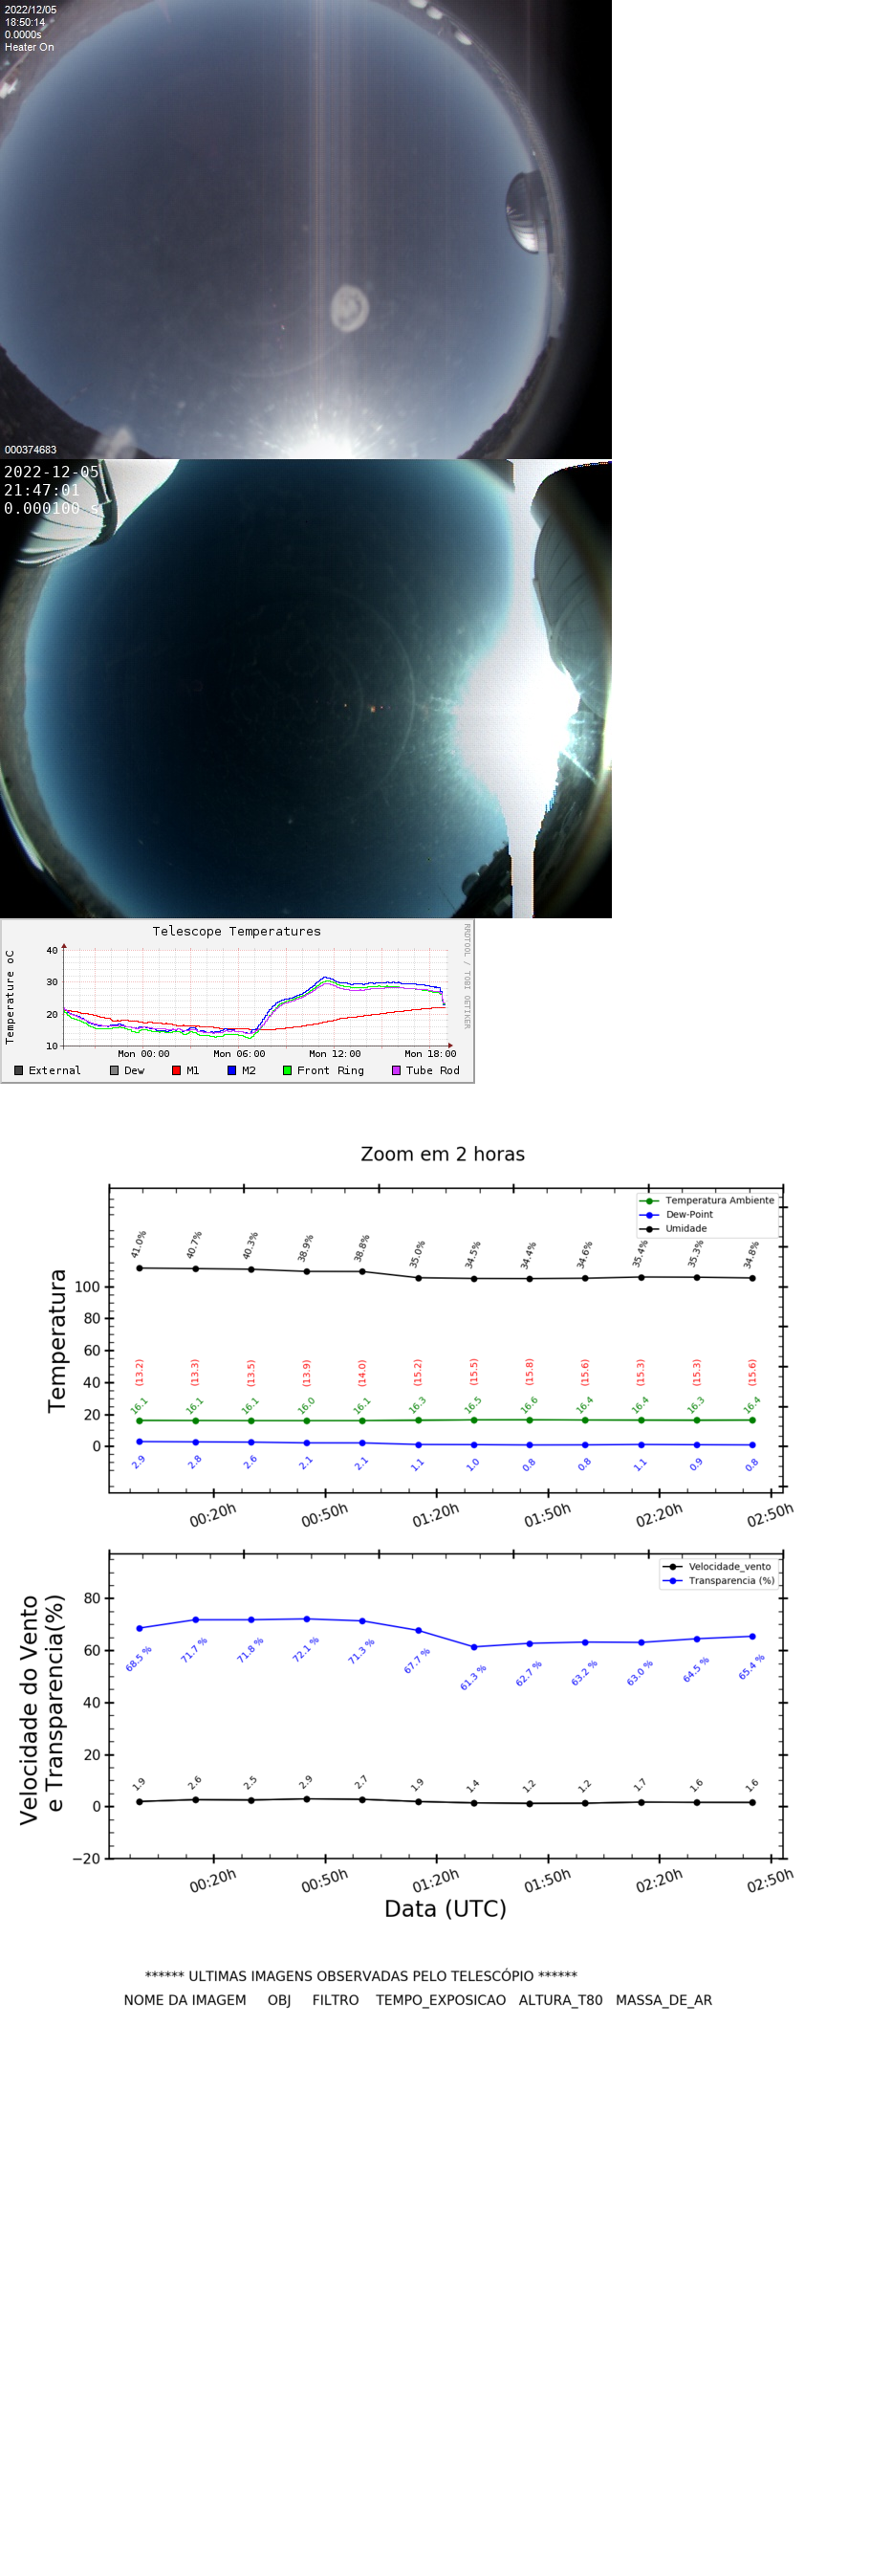 2022/12/05
18:50:14
0.0000s
Heater On
000374683
2022-12-05
21:47:01
0.000100 s
Telescope Temperatures
RRDTOOL / TOBI OETIKER
Temperature oC
40
30
20
10
Mon 00:00 Mon 06:00 Mon 12:00 Mon 18:00
External Dew M1 M2 Front Ring Tube Rod
Zoom em 2 horas
Temperatura Ambiente
Dew-Point
Umidade
Temperatura
41.0% 40.7% 40.3% 38.9% 38.8% 35.0% 34.5% 34.4% 34.6% 35.4% 35.3% 34.8%
100
80
60
40
20
0
(13.2) (13.3) (13.5) (13.9) (14.0) (15.2) (15.5) (15.8) (15.6) (15.3) (15.3) (15.6)
16.1 16.1 16.1 16.0 16.1 16.3 16.5 16.6 16.4 16.4 16.3 16.4
2.9 2.8 2.6 2.1 2.1 1.1 1.0 0.8 0.8 1.1 0.9 0.8
00:20h 00:50h 01:20h 01:50h 02:20h 02:50h
Velocidade_vento
Transparencia (%)
Velocidade do Vento
e Transparencia(%)
80
60
40
20
0
−20
68.5 % 71.7 % 71.8 % 72.1 % 71.3 % 67.7 % 61.3 % 62.7 % 63.2 % 63.0 % 64.5 % 65.4 %
1.9 2.6 2.5 2.9 2.7 1.9 1.4 1.2 1.2 1.7 1.6 1.6
00:20h 00:50h 01:20h 01:50h 02:20h 02:50h
Data (UTC)
****** ULTIMAS IMAGENS OBSERVADAS PELO TELESCÓPIO ******
NOME DA IMAGEM OBJ FILTRO TEMPO_EXPOSICAO ALTURA_T80 MASSA_DE_AR